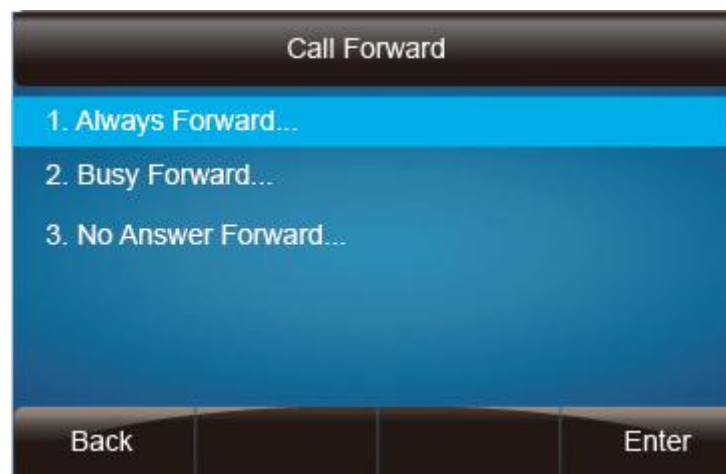 Call Forward
1. Always Forward...
2. Busy Forward...
3. No Answer Forward...
Back Enter